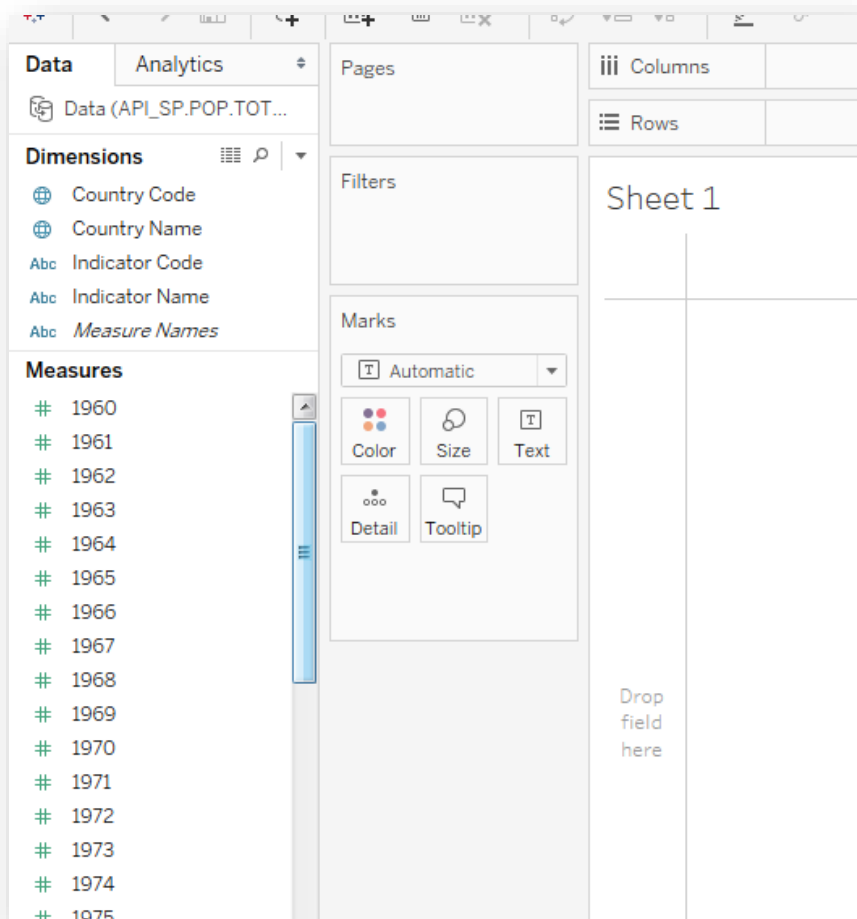 Data Analytics
Data (API_SP.POP.TOT...
Dimensions
Country Code
Country Name
Abc Indicator Code
Abc Indicator Name
Abc Measure Names
Measures
# 1960
# 1961
# 1962
# 1963
# 1964
# 1965
# 1966
# 1967
# 1968
# 1969
# 1970
# 1971
# 1972
# 1973
# 1974
# 1975
Pages
Filters
Marks
T Automatic
Color Size T Text
Detail Tooltip
Columns
Rows
Sheet 1
Drop
field
here